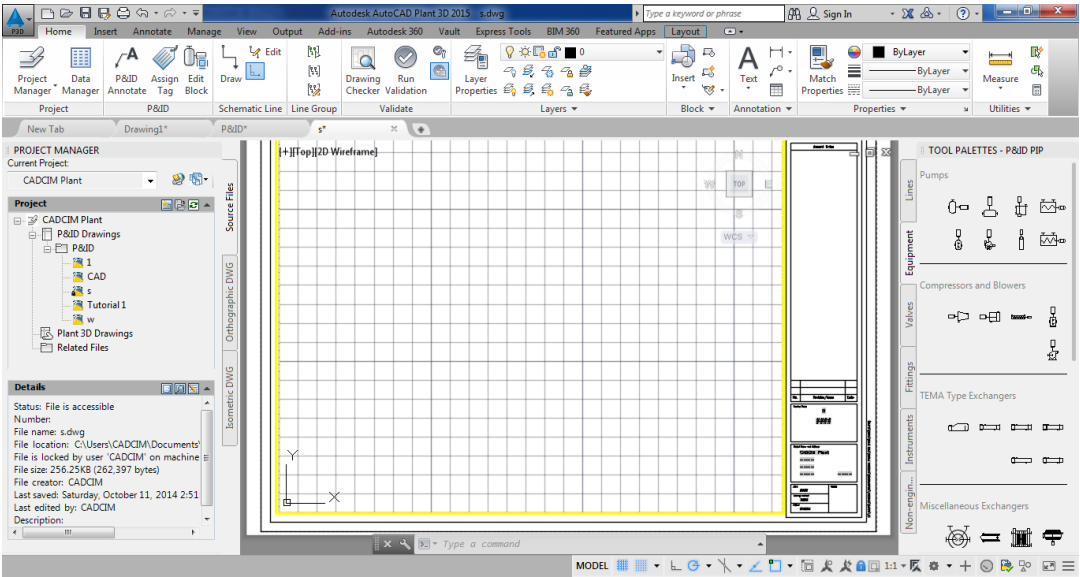 Autodesk AutoCAD Plant 3D 2015 s.dwg
Type a keyword or phrase
Sign In
P3D
Home Insert Annotate Manage View Output Add-ins Autodesk 360 Vault Express Tools BIM 360 Featured Apps Layout
Project Manager
Data Manager
P&ID Annotate
Assign Tag
Edit Block
Draw
Edit
Drawing Checker
Run Validation
Layer Properties
0
Insert
Text
Match Properties
ByLayer
ByLayer
ByLayer
Measure
Project P&ID Schematic Line Line Group Validate Layers Block Annotation Properties Utilities
New Tab Drawing1* P&ID* s*
PROJECT MANAGER
Current Project:
CADCIM Plant
Project
CADCIM Plant
P&ID Drawings
P&ID
1
CAD
s
Tutorial 1
w
Plant 3D Drawings
Related Files
Source Files
Orthographic DWG
Isometric DWG
Details
Status: File is accessible
Number:
File name: s.dwg
File location: C:\Users\CADCIM\Documents\
File is locked by user 'CADCIM' on machine
File size: 256.25KB (262,397 bytes)
File creator: CADCIM
Last saved: Saturday, October 11, 2014 2:51
Last edited by: CADCIM
Description:
[+][Top][2D Wireframe]
N
W
TOP
E
S
WCS
Y
X
CADCIM Plant
TOOL PALETTES - P&ID PIP
Lines
Equipment
Valves
Fittings
Instruments
Non-engin...
Pumps
Compressors and Blowers
TEMA Type Exchangers
Miscellaneous Exchangers
Type a command
MODEL
1:1